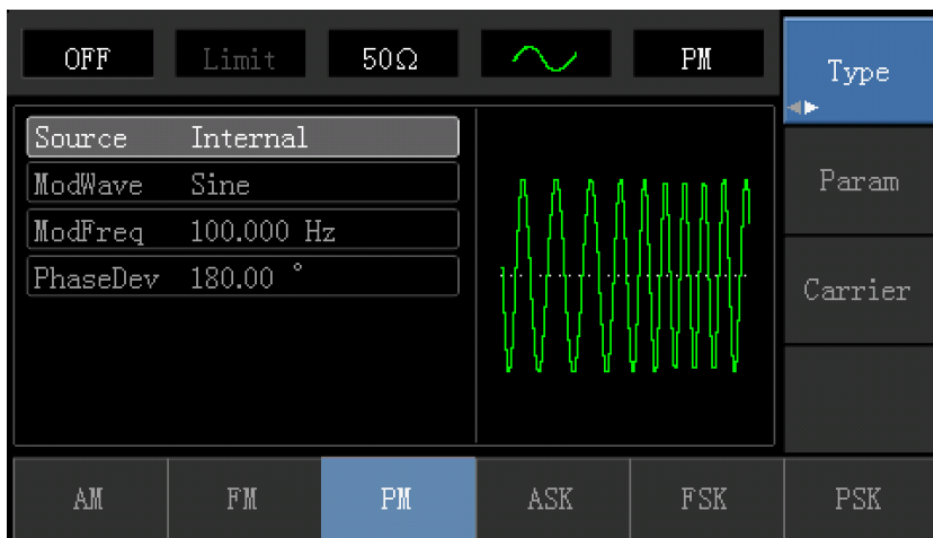 OFF Limit 50Ω PM Type
Source Internal
ModWave Sine
ModFreq 100.000 Hz
PhaseDev 180.00 °
Param
Carrier
AM FM PM ASK FSK PSK